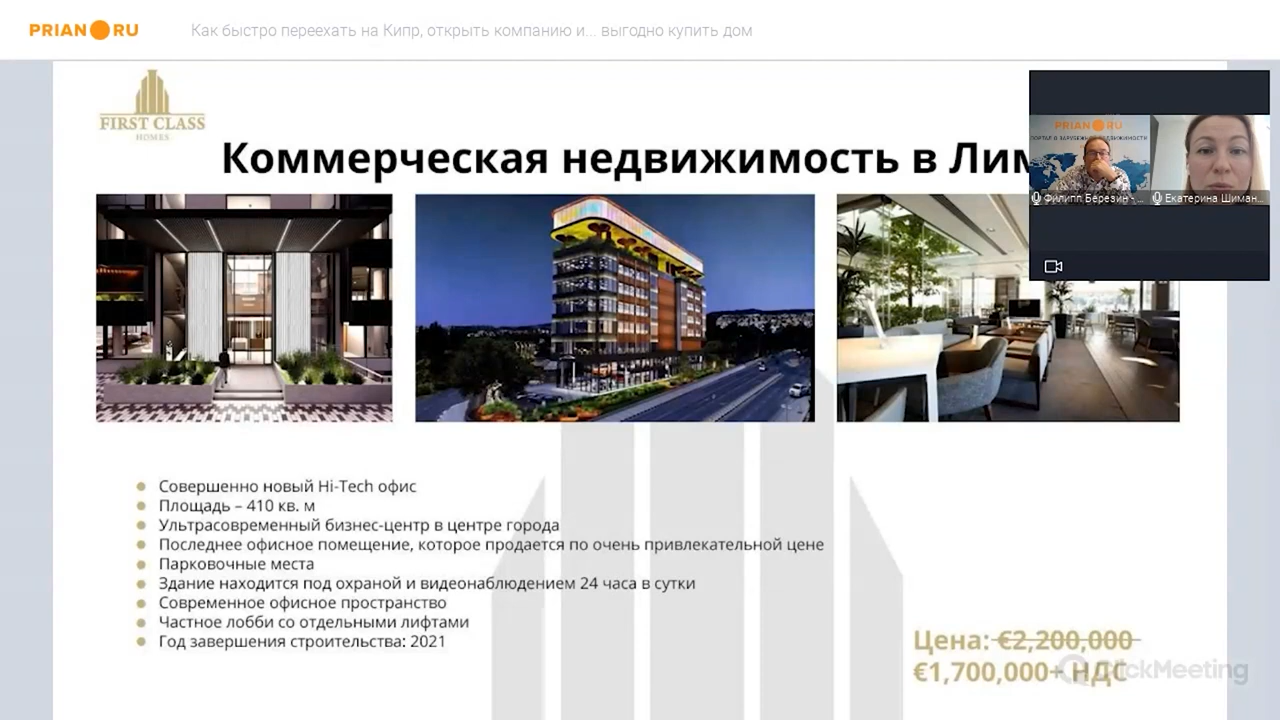 PRIAN RU
Как быстро переехать на Кипр, открыть компанию и... выгодно купить дом
FIRST CLASS
HOMES
Коммерческая недвижимость в Лим
PRIAN RU
Филипп Березин - ...
Екатерина Шиман...
Совершенно новый Hi-Tech офис
Площадь – 410 кв. м
Ультрасовременный бизнес-центр в центре города
Последнее офисное помещение, которое продается по очень привлекательной цене
Парковочные места
Здание находится под охраной и видеонаблюдением 24 часа в сутки
Современное офисное пространство
Частное лобби со отдельными лифтами
Год завершения строительства: 2021
Цена: €2,200,000
€1,700,000+ НДС
ClickMeeting